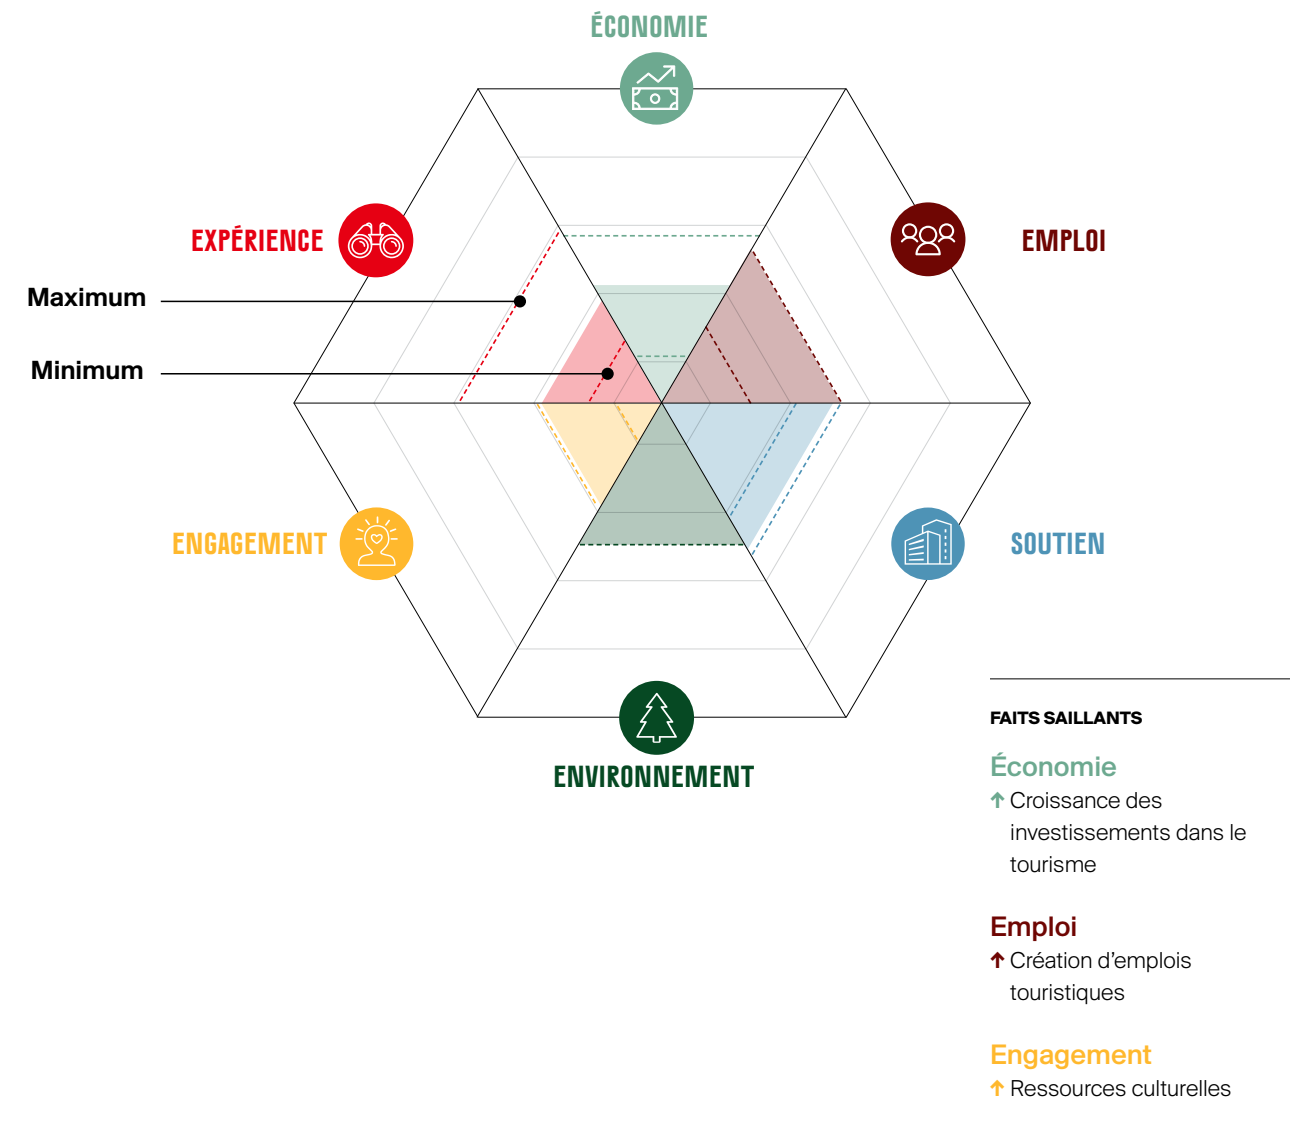 ÉCONOMIE
EXPÉRIENCE
EMPLOI
Maximum
Minimum
ENGAGEMENT
SOUTIEN
ENVIRONNEMENT
FAITS SAILLANTS
Économie
↑ Croissance des
investissements dans le
tourisme
Emploi
↑ Création d’emplois
touristiques
Engagement
↑ Ressources culturelles